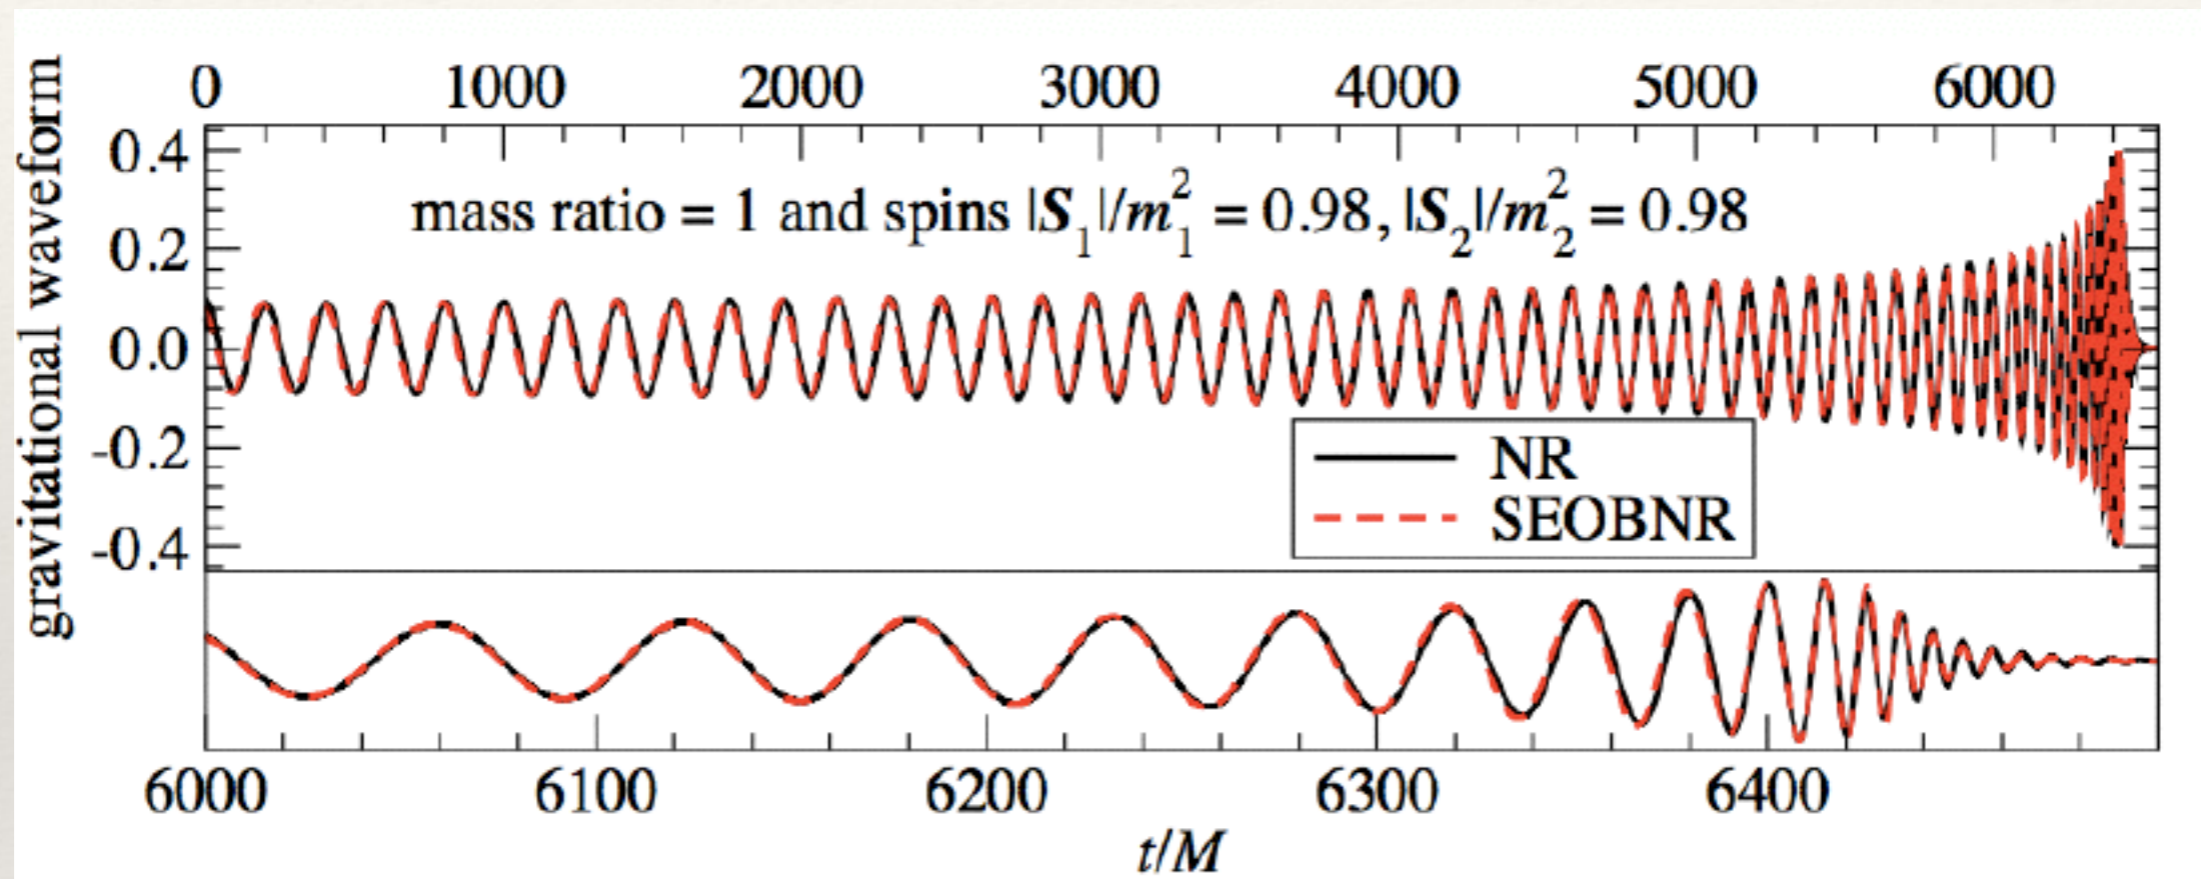 gravitational waveform
0 1000 2000 3000 4000 5000 6000
0.4
mass ratio = 1 and spins |S₁|/m₁² = 0.98, |S₂|/m₂² = 0.98
0.2
0.0
-0.2
NR
SEOBNR
-0.4
6000 6100 6200 6300 6400
t/M